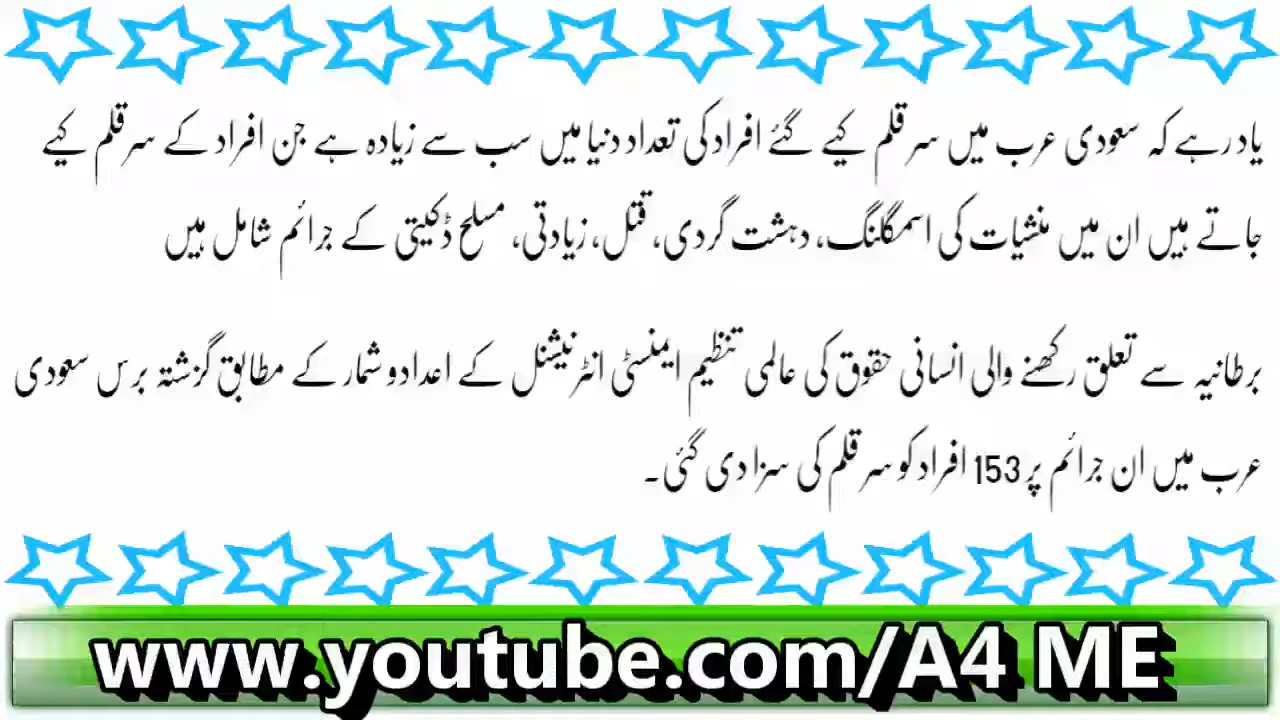 یاد رہے کہ سعودی عرب میں سر قلم کیے گئے افراد کی تعداد دنیا میں سب سے زیادہ ہے جن افراد کے سر قلم کیے
جاتے ہیں ان میں منشیات کی اسمگلنگ، دہشت گردی، قتل، زیادتی، مسلح ڈکیتی کے جرائم شامل ہیں
برطانیہ سے تعلق رکھنے والی انسانی حقوق کی عالمی تنظیم ایمنسٹی انٹرنیشنل کے اعدادو شمار کے مطابق گزشتہ برس سعودی
عرب میں ان جرائم پر 153 افراد کو سر قلم کی سزا دی گئی۔
www.youtube.com/A4 ME